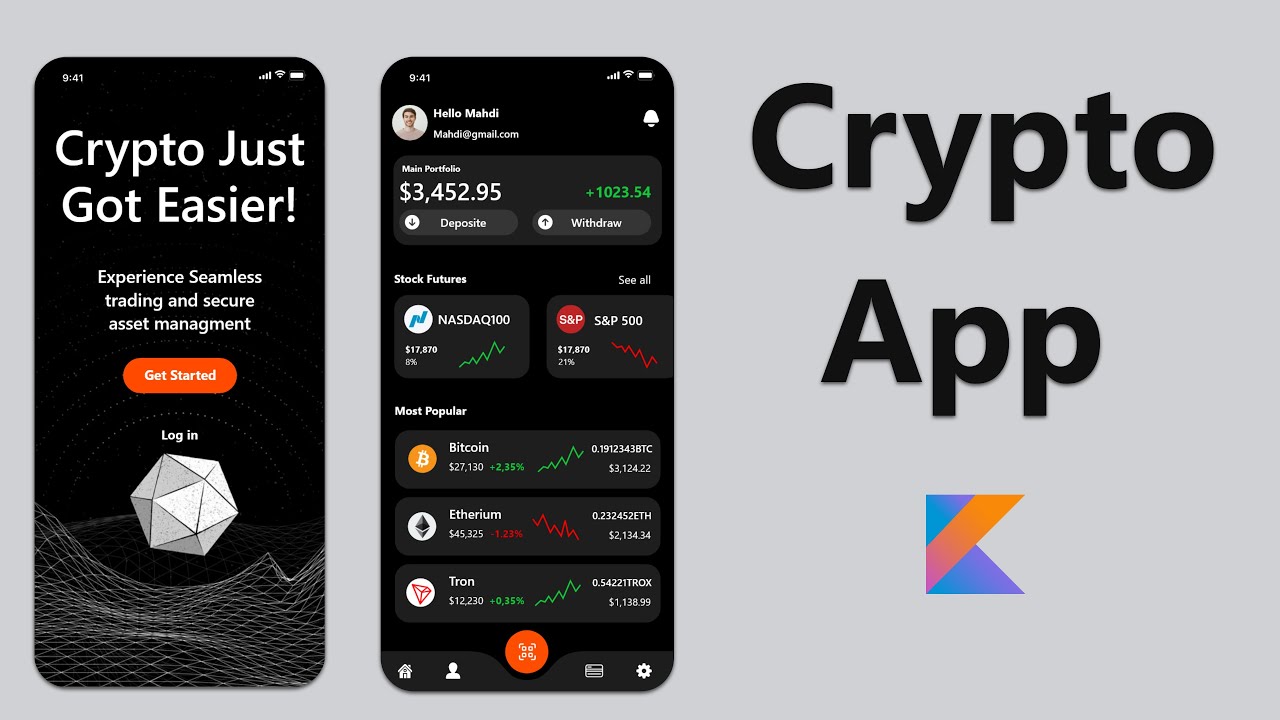 9:41
Crypto Just
Got Easier!
Experience Seamless
trading and secure
asset managment
Get Started
Log in
9:41
Hello Mahdi
Mahdi@gmail.com
Main Portfolio
$3,452.95
+1023.54
Deposite
Withdraw
Stock Futures
See all
NASDAQ100
$17,870
8%
S&P
S&P 500
$17,870
21%
Most Popular
Bitcoin
0.1912343BTC
$27,130 +2,35%
$3,124.22
Etherium
0.232452ETH
$45,325 -1.23%
$2,134.34
Tron
0.54221TROX
$12,230 +0,35%
$1,138.99
Crypto
App